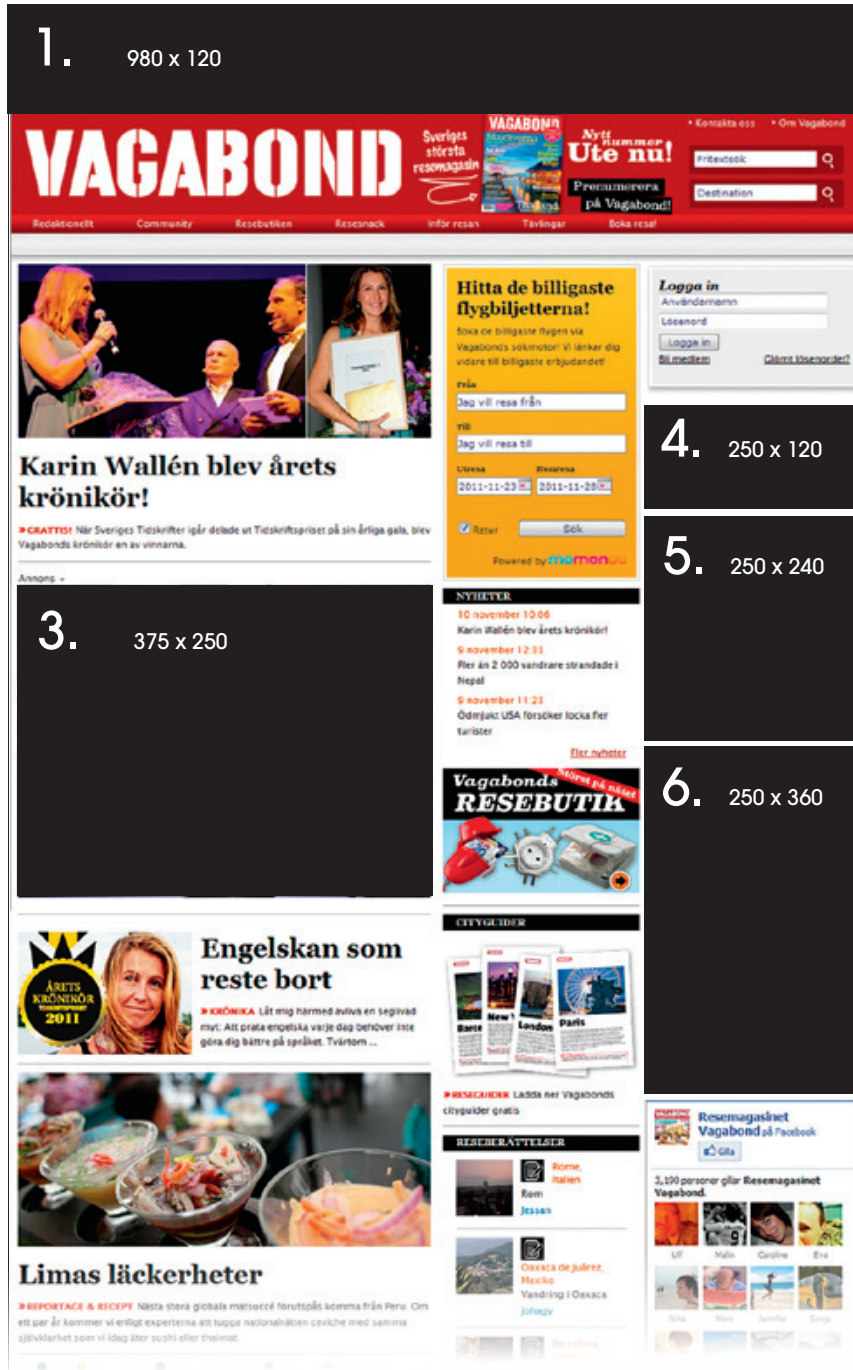 1. 980 x 120
VAGABOND
Sveriges
största
resemagasin
VAGABOND
Nytt
nummer
Ute nu!
Prenumerera
på Vagabond!
Kontakta oss
Om Vagabond
Fritextsök
Destination
Redaktionellt
Community
Resebutiken
Resesnack
Inför resan
Tävlingar
Boka resa!
Karin Wallén blev årets
krönikör!
»GRATTIS! När Sveriges Tidskrifter igår delade ut Tidskriftspriset på sin årliga gala, blev
Vagabonds krönikör en av vinnarna.
Annons
3. 375 x 250
ÅRETS
KRÖNIKÖR
TIDSKRIFTSPRISET
2011
Engelskan som
reste bort
»KRÖNIKA Låt mig härmed avliva en seglivad
myt: Att prata engelska varje dag behöver inte
göra dig bättre på språket. Tvärtom ...
Limas läckerheter
»REPORTAGE & RECEPT Nästa stora globala matsuccé förutspås komma från Peru. Om
ett par år kommer vi enligt experterna att tugga nationalrätten ceviche med samma
självklarhet som vi idag äter sushi eller thaimat.
Hitta de billigaste
flygbiljetterna!
Boka de billigaste flygen via
Vagabonds sökmotor! Vi länkar dig
vidare till billigaste erbjudandet!
Från
Jag vill resa från
Till
Jag vill resa till
Utresa
Hemresa
2011-11-23
2011-11-28
Retur
Sök
Powered by momondo
NYHETER
10 november 10:06
Karin Wallén blev årets krönikör!
9 november 12:33
Fler än 2 000 vandrare strandade i
Nepal
9 november 11:23
Ödmjukt USA försöker locka fler
turister
Fler nyheter
Vagabonds
RESEBUTIK
Störst på nätet
CITYGUIDER
New
London
Paris
»RESEGUIDER Ladda ner Vagabonds
cityguider gratis
RESEBERÄTTELSER
Rome,
Italien
Rom
Jessan
Oaxaca de Juárez,
Mexiko
Vandring i Oaxaca
johagy
Barcelona,
Logga in
Användarnamn
Lösenord
Logga in
Bli medlem
Glömt lösenordet?
4. 250 x 120
5. 250 x 240
6. 250 x 360
Resemagasinet
Vagabond på Facebook
Gilla
3,190 personer gillar Resemagasinet
Vagabond.
Ulf
Malin
Caroline
Eva
Nina
Moni
Jennifer